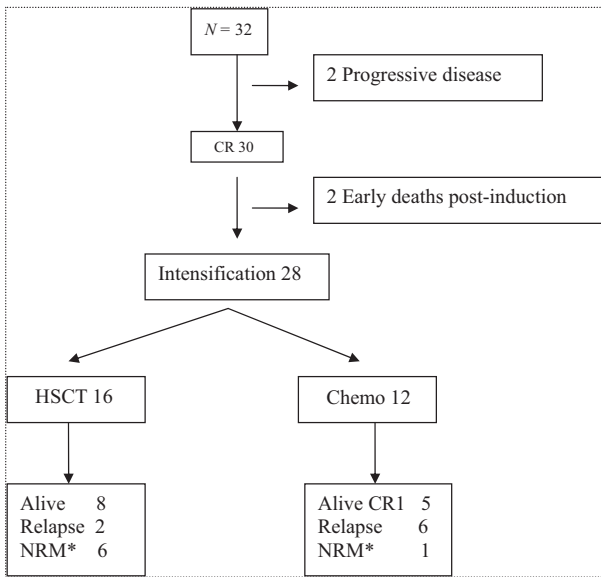 N = 32
2 Progressive disease
CR 30
2 Early deaths post-induction
Intensification 28
HSCT 16
Chemo 12
Alive 8
Relapse 2
NRM* 6
Alive CR1 5
Relapse 6
NRM* 1